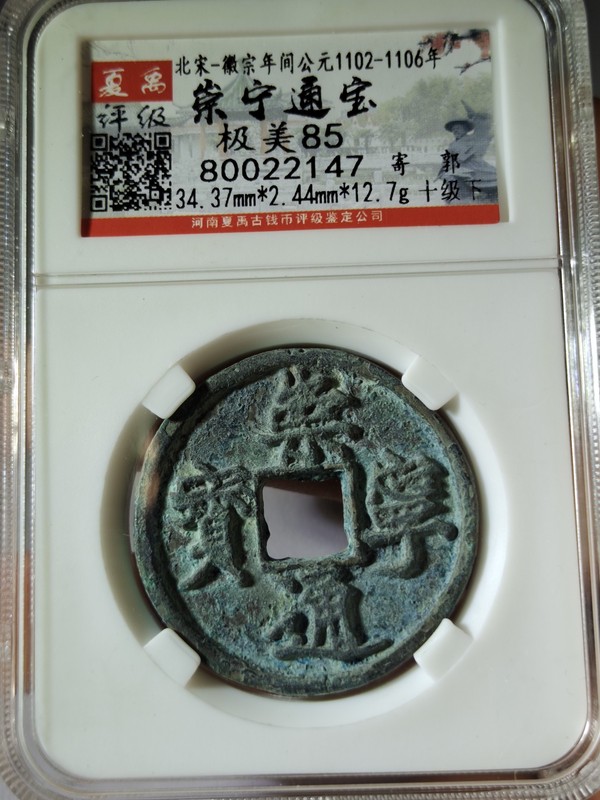 夏禹
评级
北宋-徽宗年间公元1102-1106年
崇宁通宝
极美85
80022147 寄 郭
34.37mm*2.44mm*12.7g 十级下
河南夏禹古钱币评级鉴定公司
崇
寧
通
寳